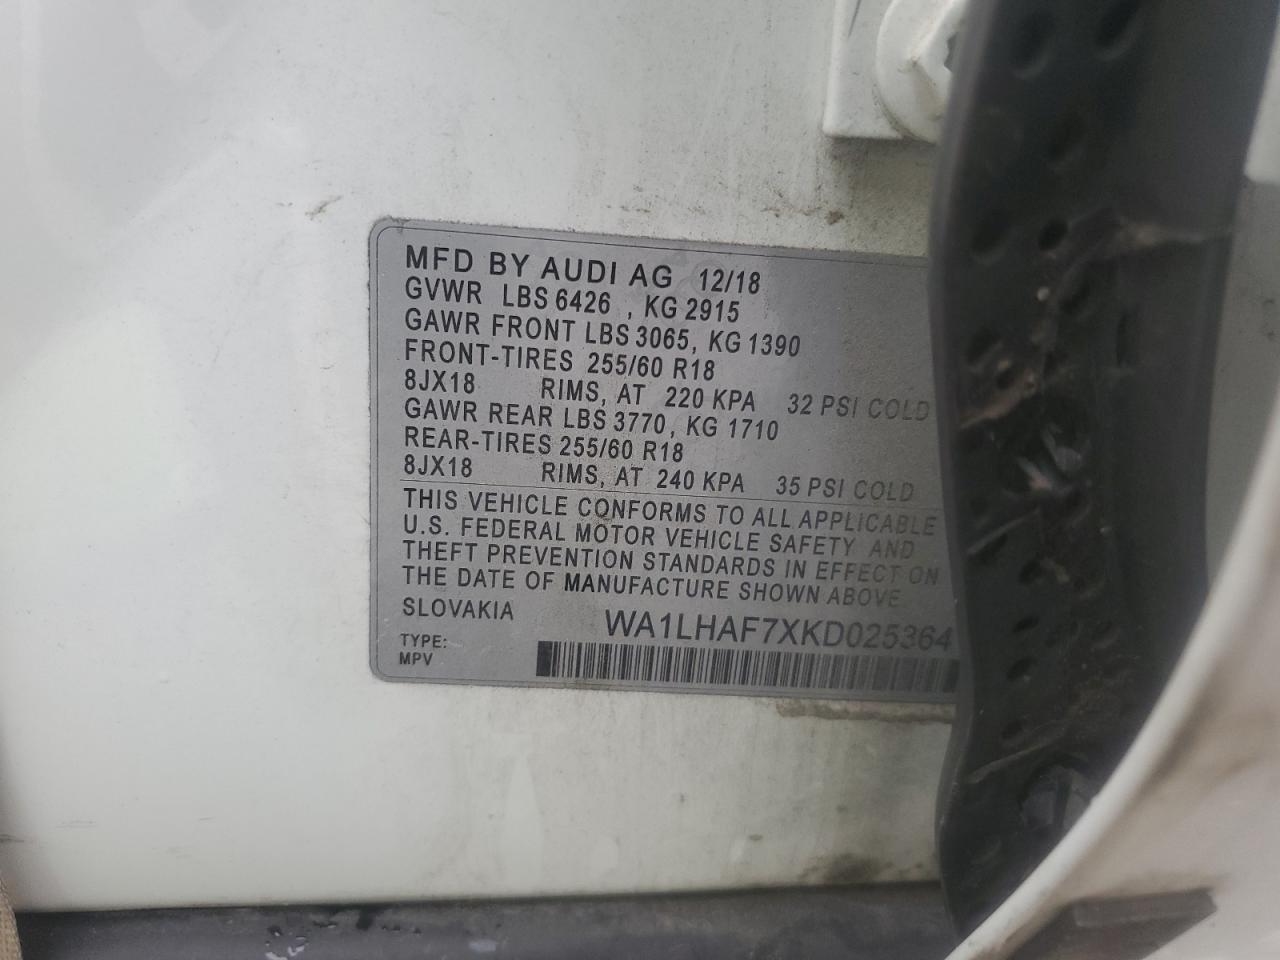 MFD BY AUDI AG 12/18
GVWR LBS 6426 , KG 2915
GAWR FRONT LBS 3065, KG 1390
FRONT-TIRES 255/60 R18
8JX18 RIMS, AT 220 KPA 32 PSI COLD
GAWR REAR LBS 3770, KG 1710
REAR-TIRES 255/60 R18
8JX18 RIMS, AT 240 KPA 35 PSI COLD
THIS VEHICLE CONFORMS TO ALL APPLICABLE
U.S. FEDERAL MOTOR VEHICLE SAFETY AND
THEFT PREVENTION STANDARDS IN EFFECT ON
THE DATE OF MANUFACTURE SHOWN ABOVE
SLOVAKIA WA1LHAF7XKD025364
TYPE:
MPV